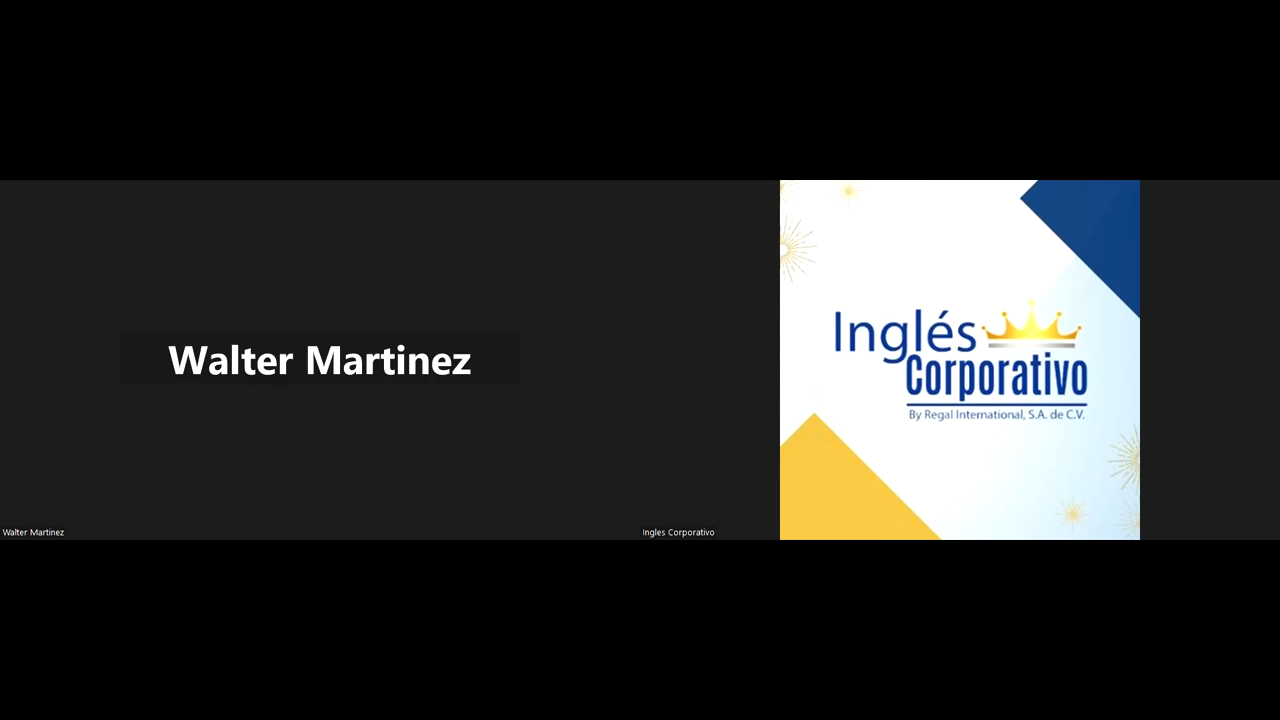 Walter Martinez
Walter Martinez
Inglés
Corporativo
By Regal International, S.A. de C.V.
Ingles Corporativo